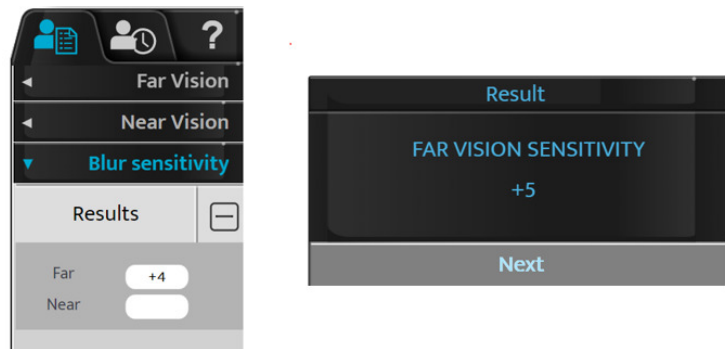 ?
Far Vision
Near Vision
Blur sensitivity
Results
Far +4
Near
Result
FAR VISION SENSITIVITY
+5
Next